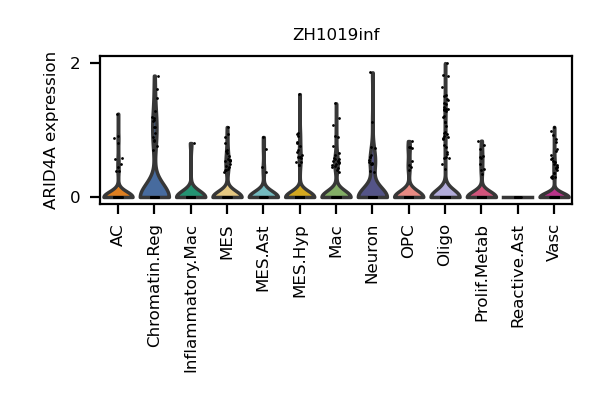 ZH1019inf
ARID4A expression
2
0
AC
Chromatin.Reg
Inflammatory.Mac
MES
MES.Ast
MES.Hyp
Mac
Neuron
OPC
Oligo
Prolif.Metab
Reactive.Ast
Vasc